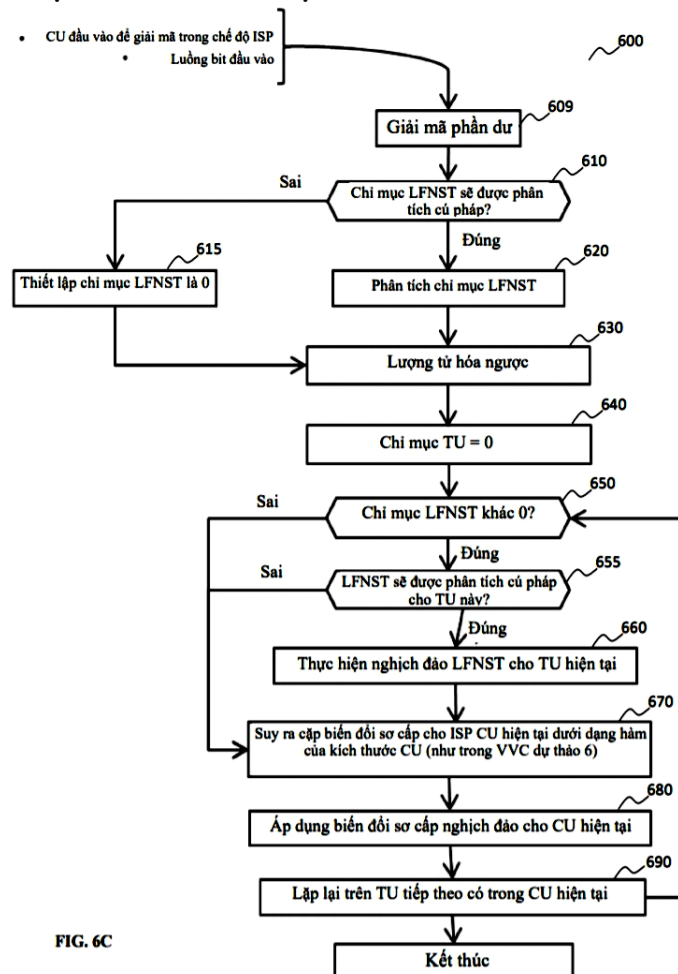 • CU đầu vào để giải mã trong chế độ ISP
• Luồng bit đầu vào
600
609
Giải mã phần dư
610
Sai
Chỉ mục LFNST sẽ được phân
tích cú pháp?
Đúng
615
Thiết lập chỉ mục LFNST là 0
620
Phân tích chỉ mục LFNST
630
Lượng tử hóa ngược
640
Chỉ mục TU = 0
650
Sai
Chỉ mục LFNST khác 0?
Đúng
655
Sai
LFNST sẽ được phân tích cú pháp
cho TU này?
Đúng
660
Thực hiện nghịch đảo LFNST cho TU hiện tại
670
Suy ra cặp biến đổi sơ cấp cho ISP CU hiện tại dưới dạng hàm
của kích thước CU (như trong VVC dự thảo 6)
680
Áp dụng biến đổi sơ cấp nghịch đảo cho CU hiện tại
690
Lặp lại trên TU tiếp theo có trong CU hiện tại
FIG. 6C
Kết thúc